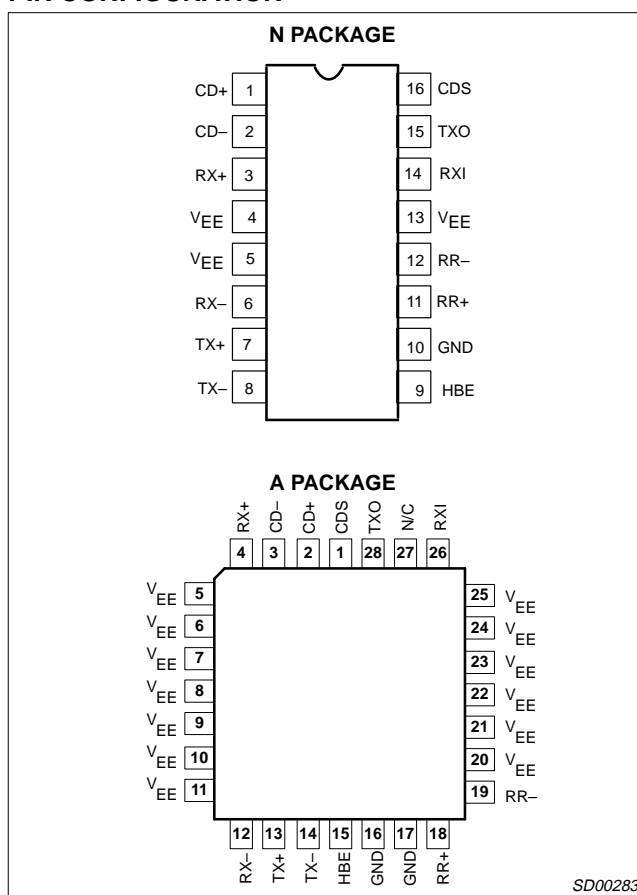 N PACKAGE
CD+ 1 16 CDS
CD– 2 15 TXO
RX+ 3 14 RXI
VEE 4 13 VEE
VEE 5 12 RR–
RX– 6 11 RR+
TX+ 7 10 GND
TX– 8 9 HBE
A PACKAGE
RX+ CD– CD+ CDS TXO N/C RXI
4 3 2 1 28 27 26
VEE 5 25 VEE
VEE 6 24 VEE
VEE 7 23 VEE
VEE 8 22 VEE
VEE 9 21 VEE
VEE 10 20 VEE
VEE 11 19 RR–
12 13 14 15 16 17 18
RX– TX+ TX– HBE GND GND RR+
SD00283